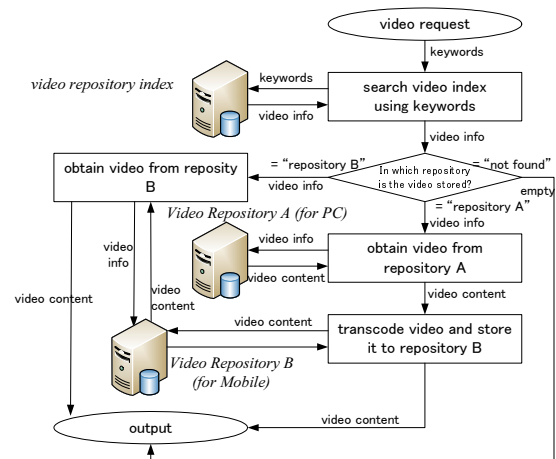 video request
keywords
video repository index
keywords
search video index
using keywords
video info
video info
= "repository B"
In which repository
is the video stored?
= "not found"
obtain video from reposity
B
video info
empty
= "repository A"
video info
Video Repository A (for PC)
video info
obtain video from
repository A
video
info
video content
video content
video
content
video content
video content
transcode video and store
it to repository B
Video Repository B
(for Mobile)
video content
output